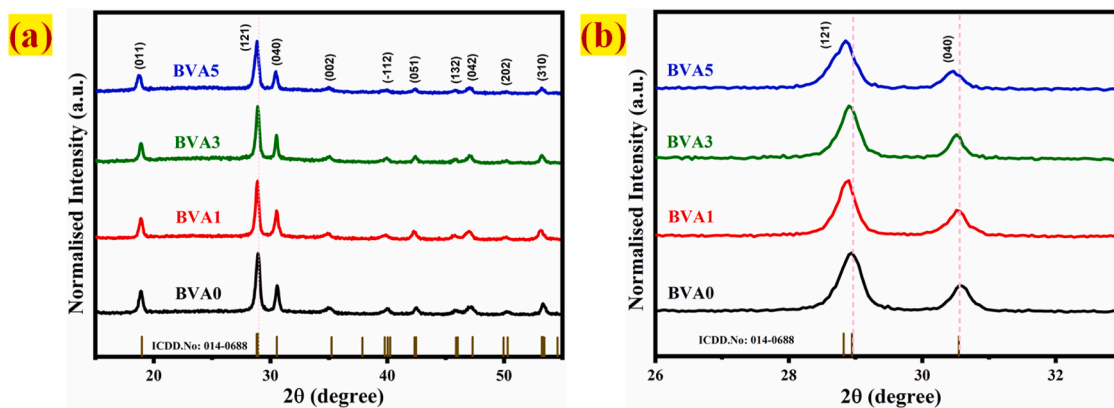 (a)
Normalised Intensity (a.u.)
(011)
(121)
(040)
(002)
(-112)
(051)
(132)
(042)
(202)
(310)
BVA5
BVA3
BVA1
BVA0
ICDD.No: 014-0688
20
30
40
50
2θ (degree)
(b)
Normalised Intensity (a.u.)
(121)
(040)
BVA5
BVA3
BVA1
BVA0
ICDD.No: 014-0688
26
28
30
32
2θ (degree)